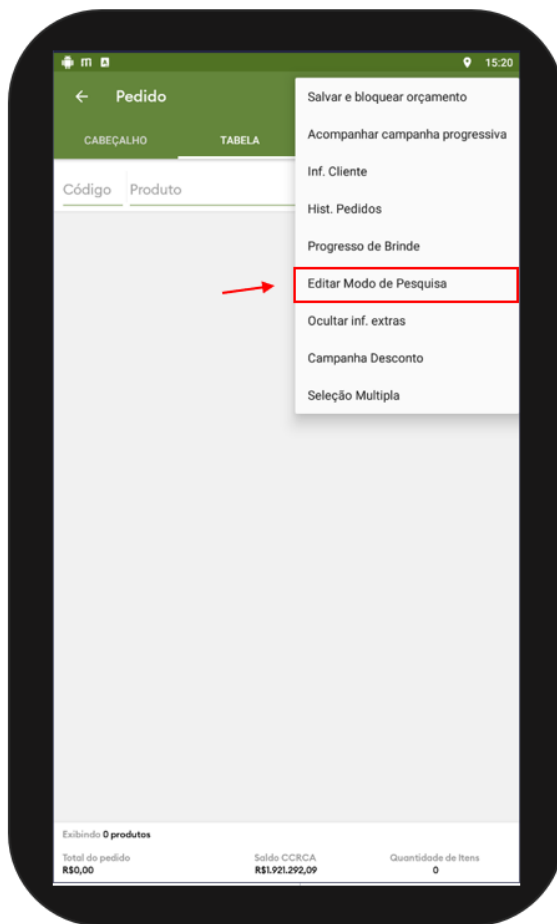 15:20
Pedido
CABEÇALHO
TABELA
Código
Produto
Salvar e bloquear orçamento
Acompanhar campanha progressiva
Inf. Cliente
Hist. Pedidos
Progresso de Brinde
Editar Modo de Pesquisa
Ocultar inf. extras
Campanha Desconto
Seleção Multipla
Exibindo 0 produtos
Total do pedido
R$0,00
Saldo CCRCA
R$1.921.292,09
Quantidade de Itens
0